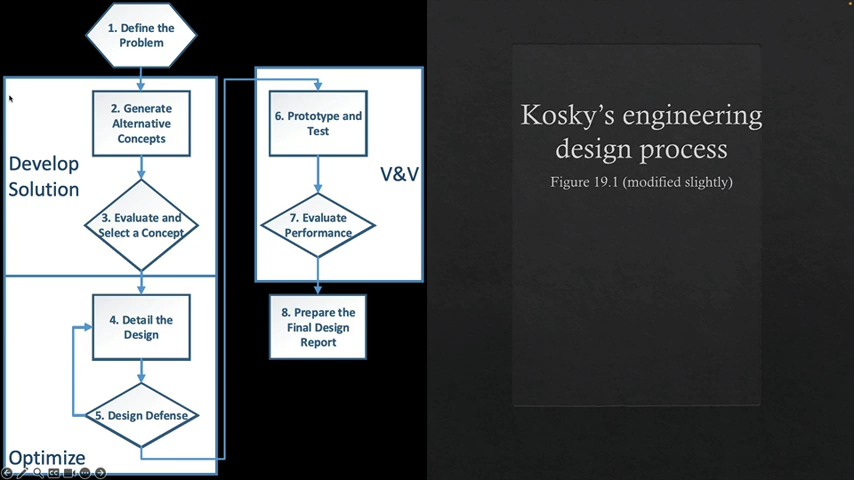 1. Define the
Problem
2. Generate
Alternative
Concepts
Develop
Solution
3. Evaluate and
Select a Concept
4. Detail the
Design
5. Design Defense
Optimize
6. Prototype and
Test
V&V
7. Evaluate
Performance
8. Prepare the
Final Design
Report
Kosky's engineering
design process
Figure 19.1 (modified slightly)